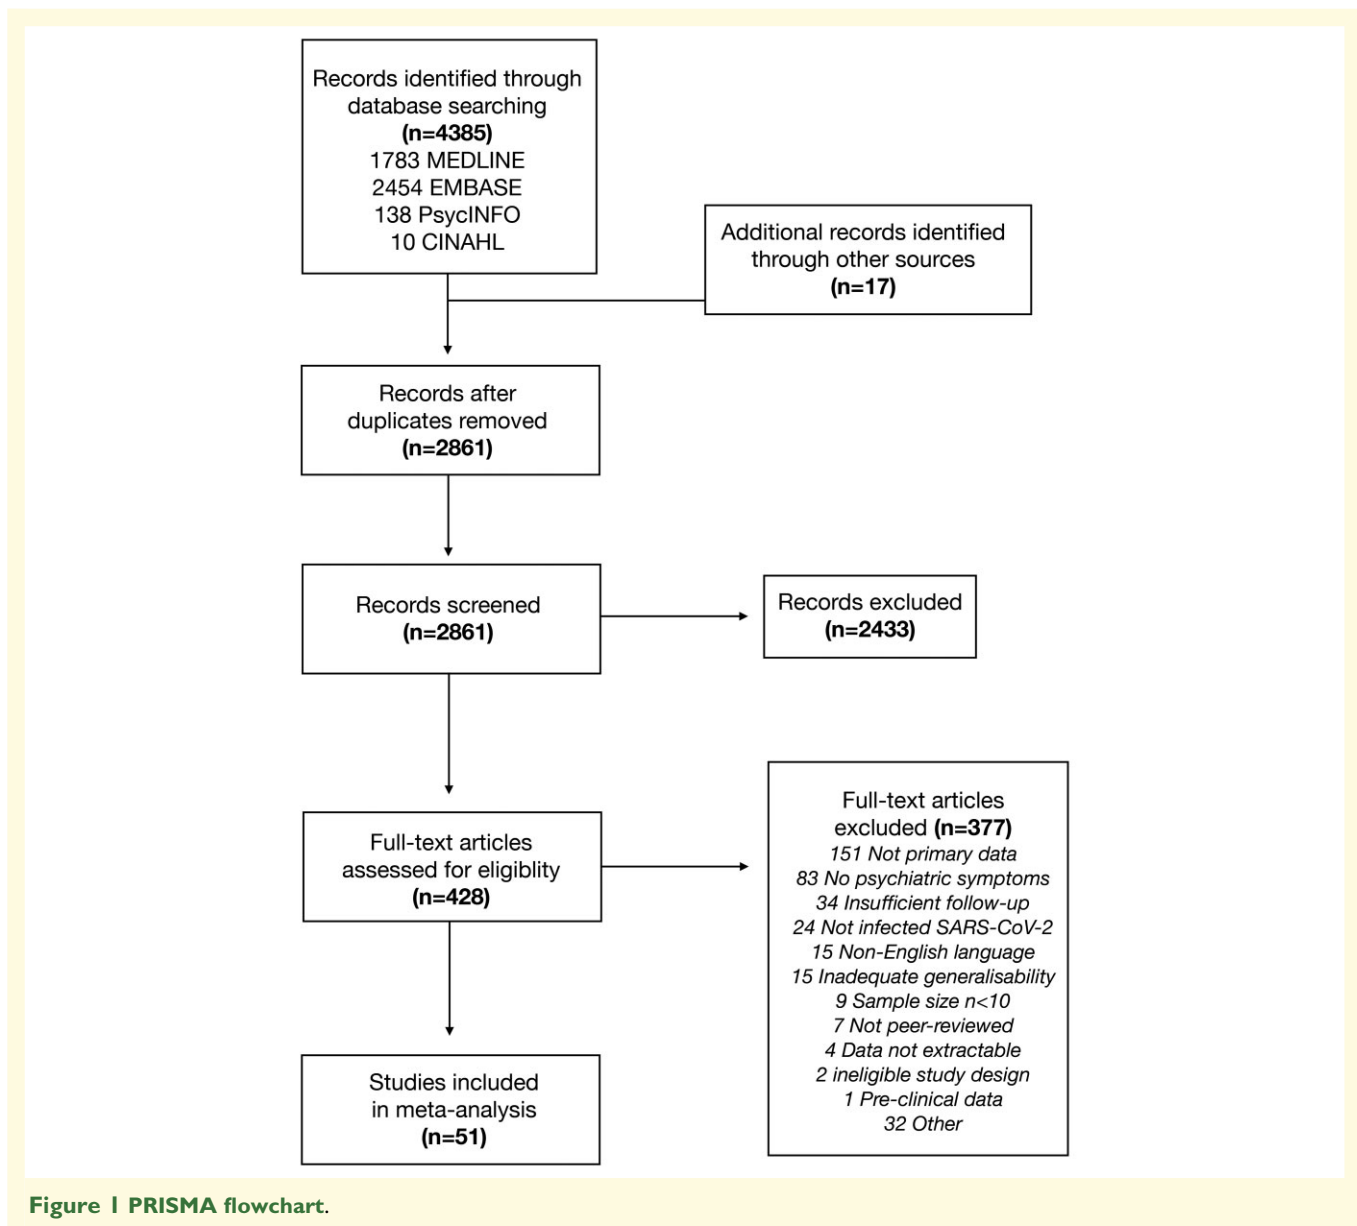 Records identified through
database searching
(n=4385)
1783 MEDLINE
2454 EMBASE
138 PsycINFO
10 CINAHL
Additional records identified
through other sources
(n=17)
Records after
duplicates removed
(n=2861)
Records screened
(n=2861)
Records excluded
(n=2433)
Full-text articles
assessed for eligiblity
(n=428)
Full-text articles
excluded (n=377)
151 Not primary data
83 No psychiatric symptoms
34 Insufficient follow-up
24 Not infected SARS-CoV-2
15 Non-English language
15 Inadequate generalisability
9 Sample size n<10
7 Not peer-reviewed
4 Data not extractable
2 ineligible study design
1 Pre-clinical data
32 Other
Studies included
in meta-analysis
(n=51)
Figure 1 PRISMA flowchart.